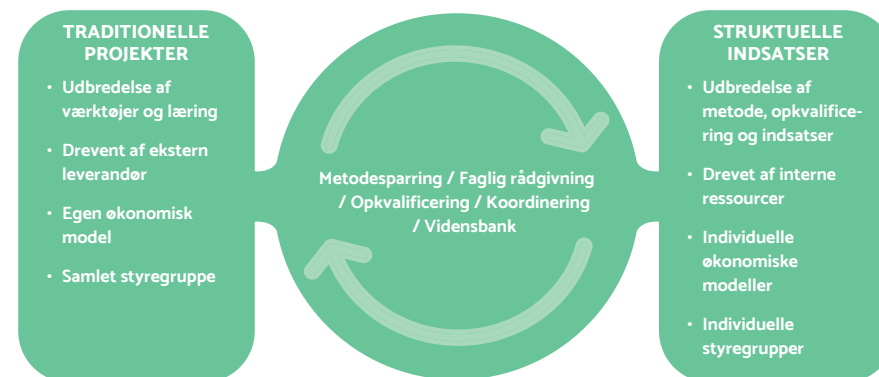 TRADITIONELLE
PROJEKTER
• Udbredelse af
værktøjer og læring
• Drevent af ekstern
leverandør
• Egen økonomisk
model
• Samlet styregruppe
Metodesparring / Faglig rådgivning
/ Opkvalificering / Koordinering
/ Vidensbank
STRUKTUELLE
INDSATSER
• Udbredelse af
metode, opkvalifice-
ring og indsatser
• Drevet af interne
ressourcer
• Individuelle
økonomiske
modeller
• Individuelle
styregrupper